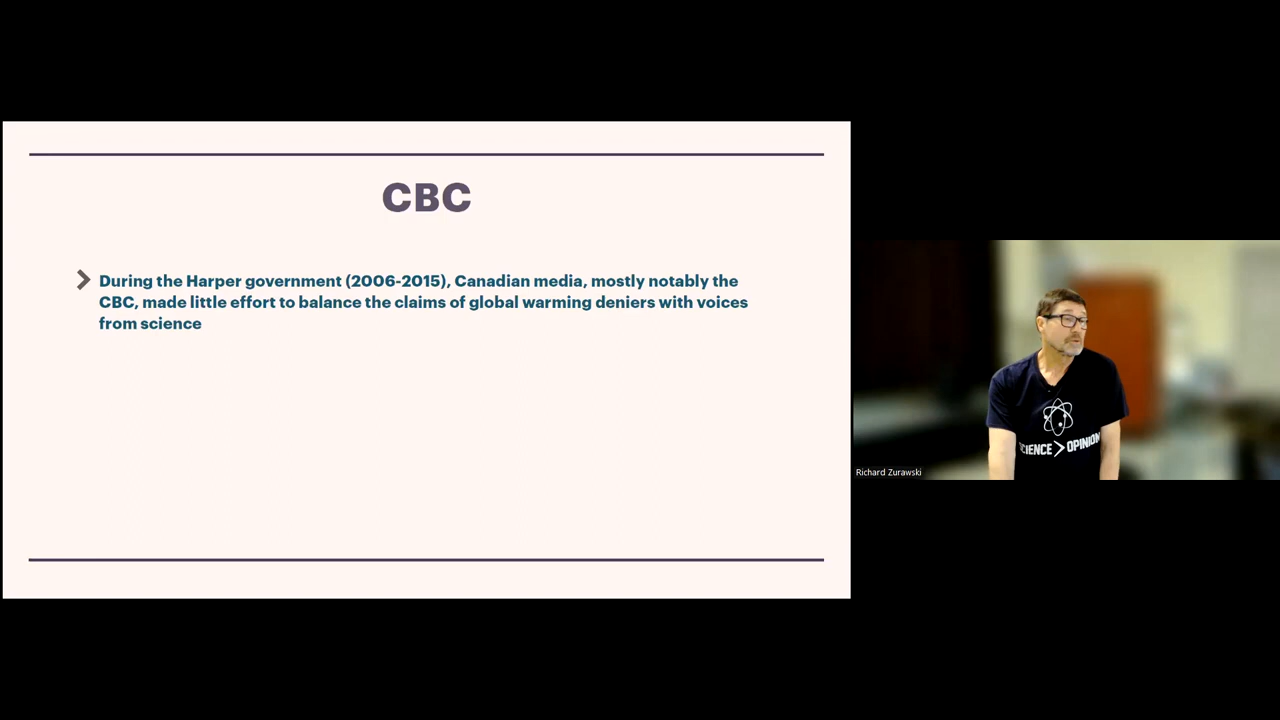 CBC
During the Harper government (2006-2015), Canadian media, mostly notably the
CBC, made little effort to balance the claims of global warming deniers with voices
from science
CIENCE > OPINION
Richard Zurawski